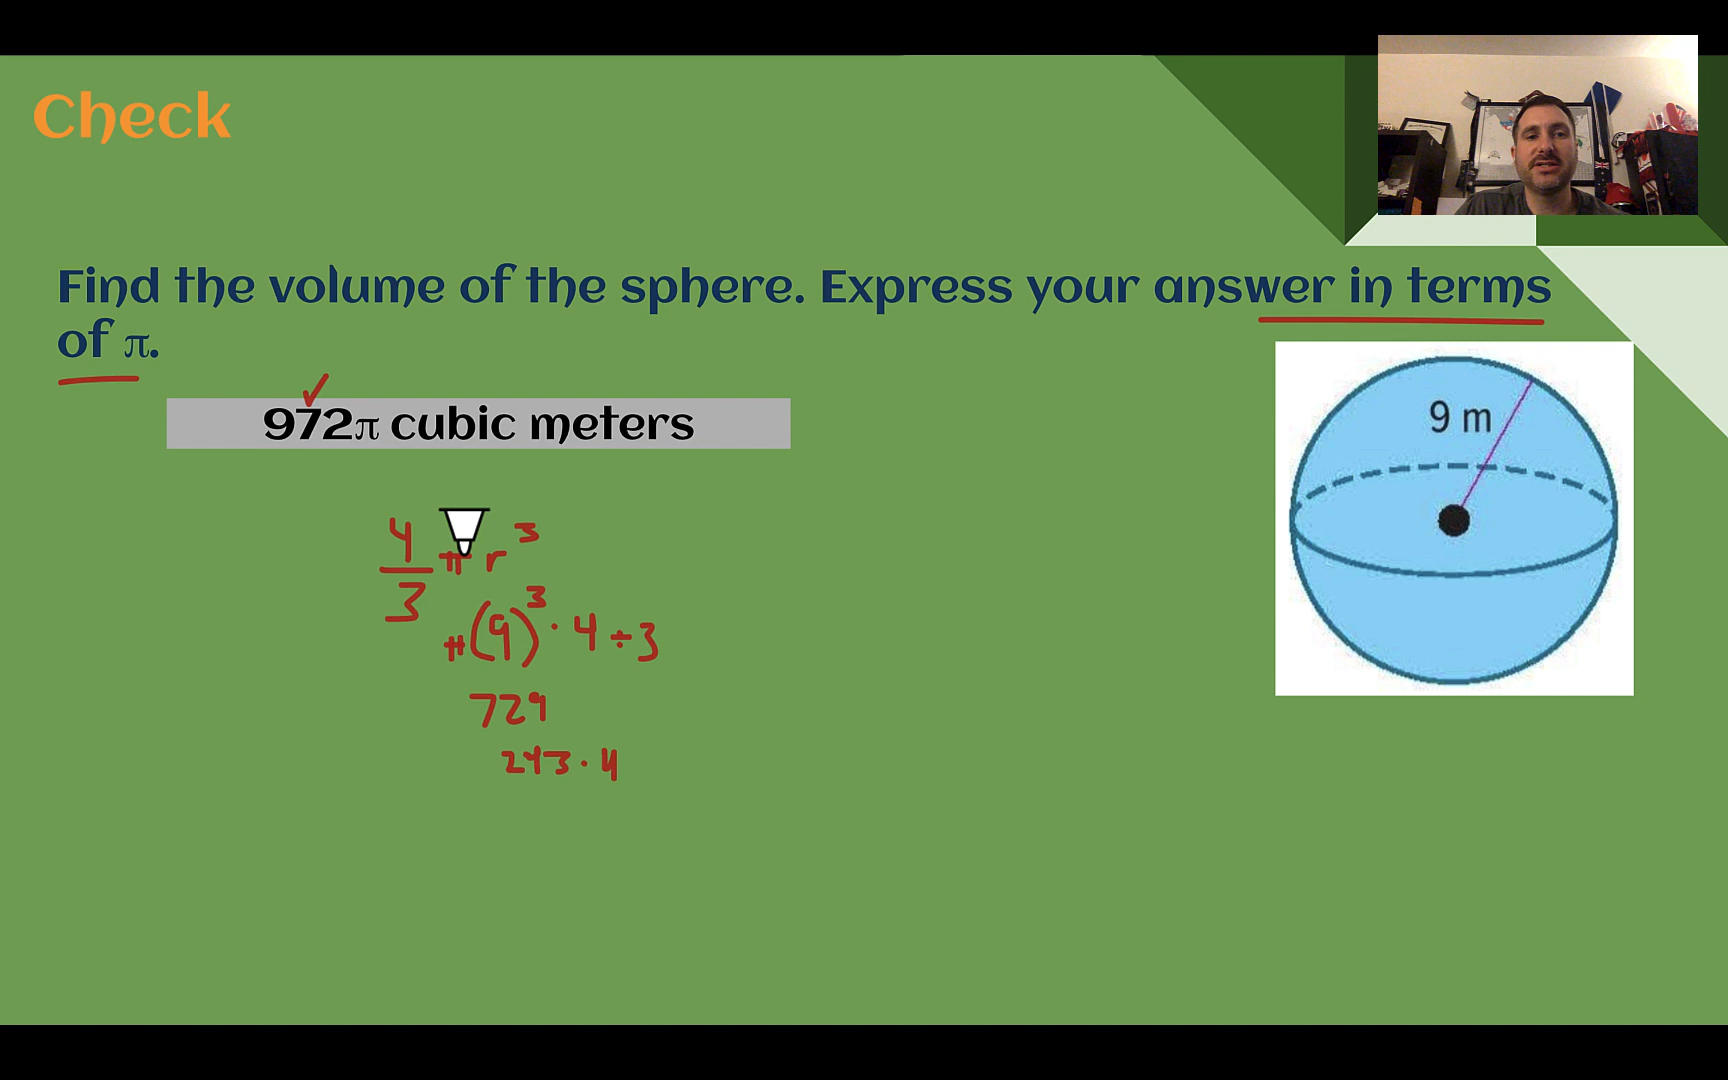 Check
Find the volume of the sphere. Express your answer in terms
of π.
972π cubic meters
9 m
4/3 π r³
π(9)³ · 4 ÷ 3
729
243 · 4